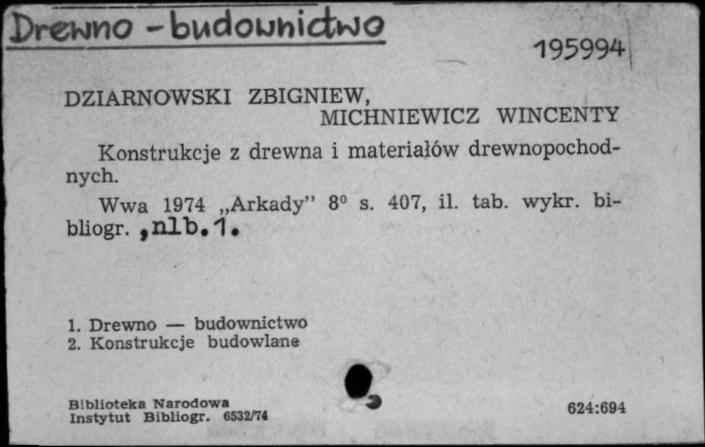 Drewno - budownictwo
195994
DZIARNOWSKI ZBIGNIEW,
MICHNIEWICZ WINCENTY
Konstrukcje z drewna i materiałów drewnopochod-
nych.
Wwa 1974 „Arkady” 8⁰ s. 407, il. tab. wykr. bi-
bliogr. ,nlb.1.
1. Drewno — budownictwo
2. Konstrukcje budowlane
Biblioteka Narodowa
Instytut Bibliogr. 6532/74
624:694